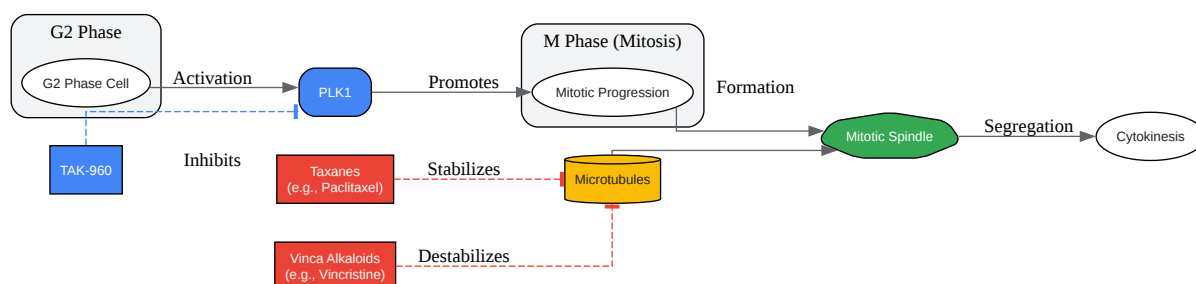 G2 Phase
M Phase (Mitosis)
G2 Phase Cell
Activation
PLK1
Promotes
Mitotic Progression
Formation
Mitotic Spindle
Segregation
Cytokinesis
TAK-960
Inhibits
Taxanes
(e.g., Paclitaxel)
Stabilizes
Microtubules
Vinca Alkaloids
(e.g., Vincristine)
Destabilizes